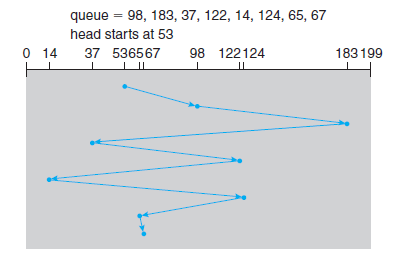 queue = 98, 183, 37, 122, 14, 124, 65, 67
head starts at 53
0 14 37 536567 98 122124 183199